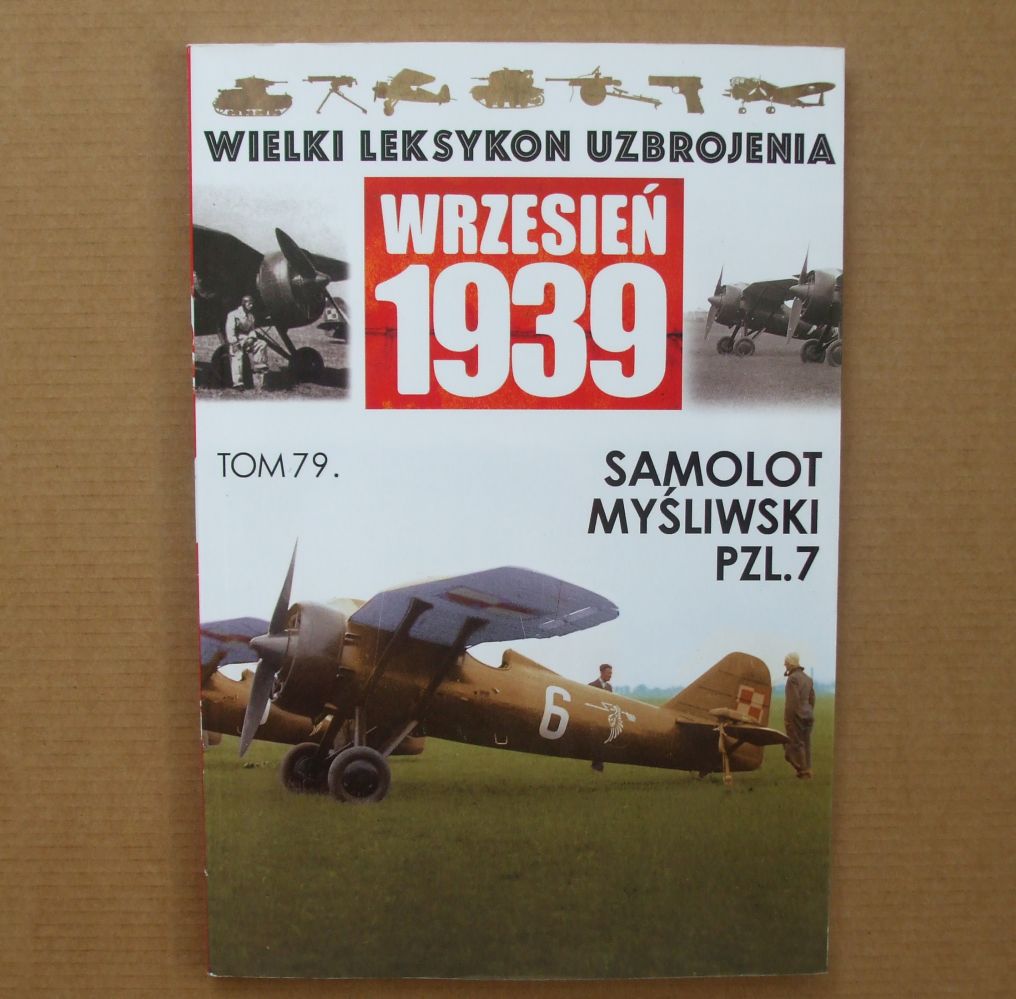 WIELKI LEKSYKON UZBROJENIA
WRZESIEŃ
1939
TOM 79.
SAMOLOT
MYŚLIWSKI
PZL.7
6